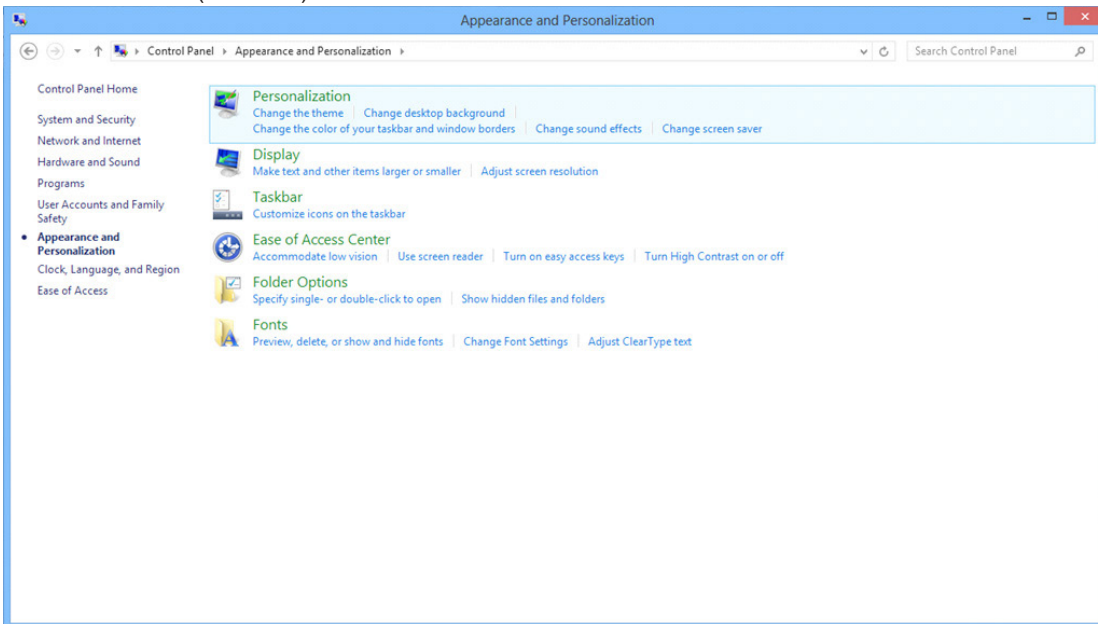 Appearance and Personalization
Control Panel Appearance and Personalization
Search Control Panel
Control Panel Home
System and Security
Network and Internet
Hardware and Sound
Programs
User Accounts and Family
Safety
Appearance and
Personalization
Clock, Language, and Region
Ease of Access
Personalization
Change the theme Change desktop background
Change the color of your taskbar and window borders Change sound effects Change screen saver
Display
Make text and other items larger or smaller Adjust screen resolution
Taskbar
Customize icons on the taskbar
Ease of Access Center
Accommodate low vision Use screen reader Turn on easy access keys Turn High Contrast on or off
Folder Options
Specify single- or double-click to open Show hidden files and folders
Fonts
Preview, delete, or show and hide fonts Change Font Settings Adjust ClearType text